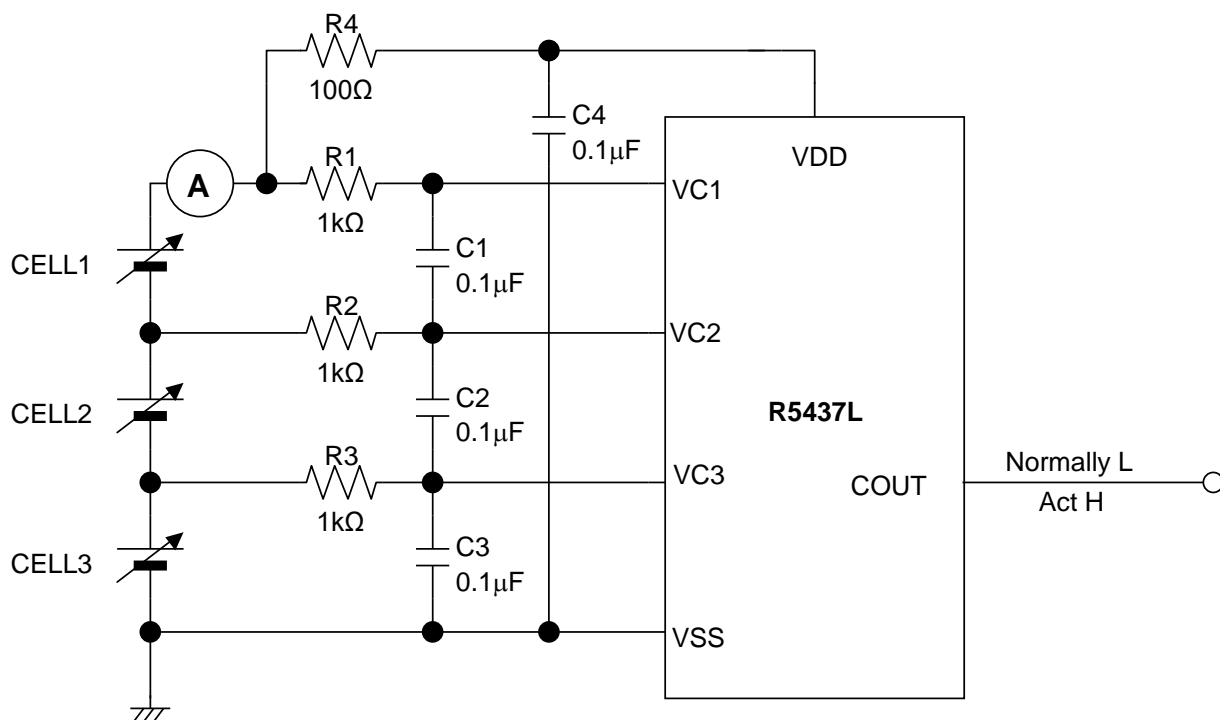 R4
100Ω
C4
0.1μF
VDD
A
R1
1kΩ
VC1
CELL1
C1
0.1μF
R2
1kΩ
VC2
CELL2
C2
0.1μF
R5437L
R3
1kΩ
VC3
COUT
Normally L
Act H
CELL3
C3
0.1μF
VSS